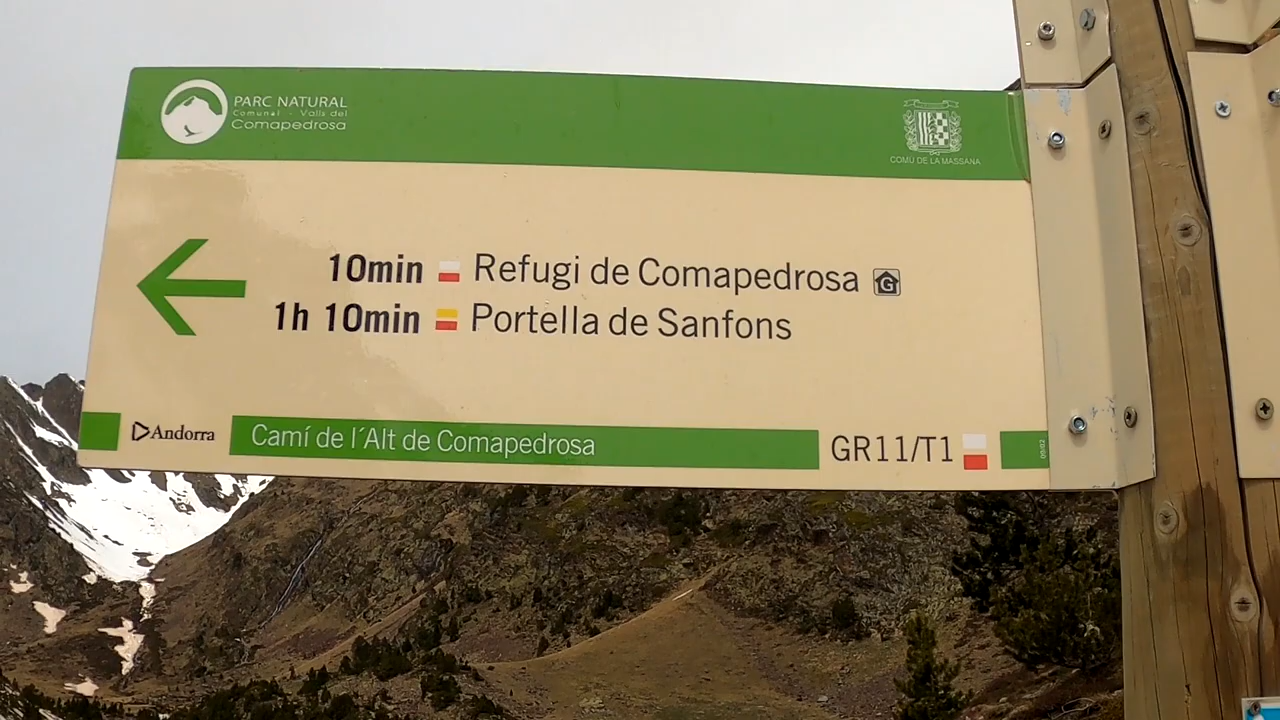 PARC NATURAL
Comunal - Valls del
Comapedrosa
COMÚ DE LA MASSANA
10min Refugi de Comapedrosa G
1h 10min Portella de Sanfons
Andorra
Camí de l´Alt de Comapedrosa
GR11/T1